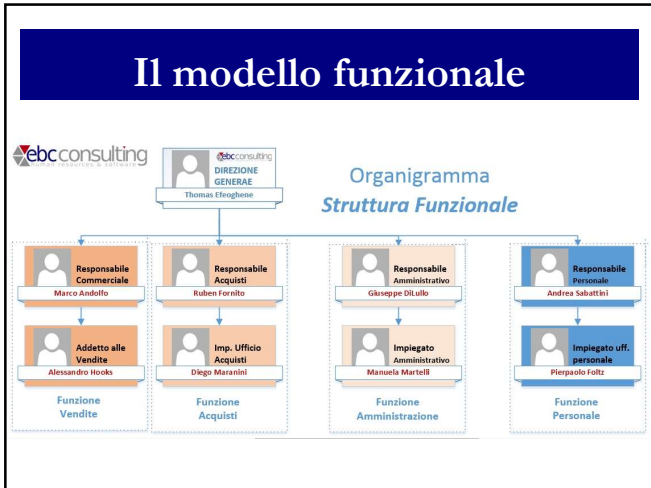 Il modello funzionale
ebcconsulting
human resources & software
ebcconsulting
DIREZIONE
GENERAE
Thomas Efeoghene
Organigramma
Struttura Funzionale
Responsabile
Commerciale
Marco Andolfo
Responsabile
Acquisti
Ruben Fornito
Responsabile
Amministrativo
Giuseppe DiLullo
Responsabile
Personale
Andrea Sabattini
Addetto alle
Vendite
Alessandro Hooks
Imp. Ufficio
Acquisti
Diego Maranini
Impiegato
Amministrativo
Manuela Martelli
Impiegato uff.
personale
Pierpaolo Foltz
Funzione
Vendite
Funzione
Acquisti
Funzione
Amministrazione
Funzione
Personale